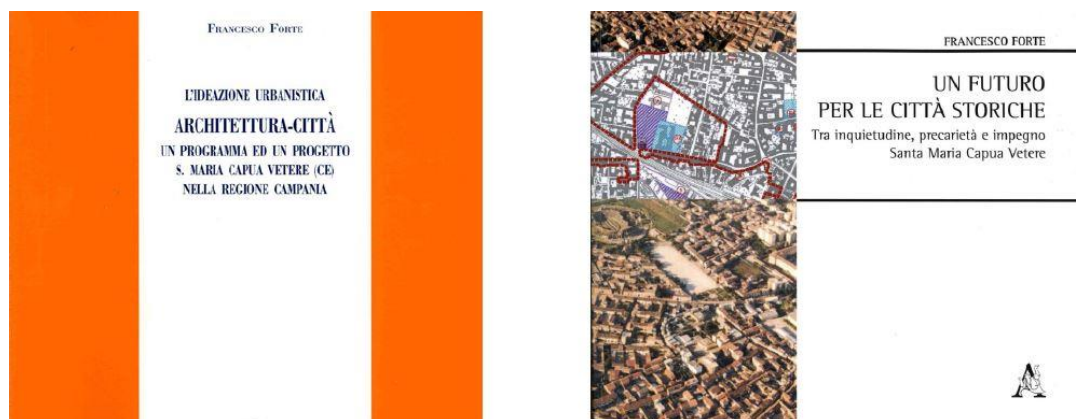 FRANCESCO FORTE
L'IDEAZIONE URBANISTICA
ARCHITETTURA-CITTÀ
UN PROGRAMMA ED UN PROGETTO
S. MARIA CAPUA VETERE (CE)
NELLA REGIONE CAMPANIA
FRANCESCO FORTE
UN FUTURO
PER LE CITTÀ STORICHE
Tra inquietudine, precarietà e impegno
Santa Maria Capua Vetere